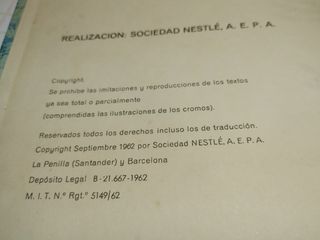 REALIZACION: SOCIEDAD NESTLÉ, A. E. P. A.
Copyright
Se prohibe las imitaciones y reproducciones de los textos
ya sea total o parcialmente
(comprendidas las ilustraciones de los cromos).
Reservados todos los derechos incluso los de traducción.
Copyright Septiembre 1962 por Sociedad NESTLÉ, A. E. P. A.
La Penilla (Santander) y Barcelona
Depósito Legal B - 21.667-1962
M. I. T. N.º Rgt.º 5149/62